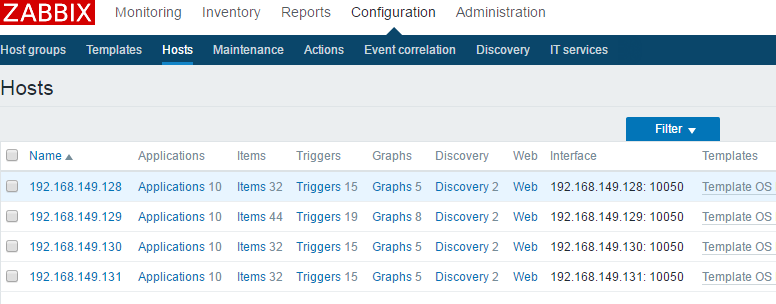 ZABBIX Monitoring Inventory Reports Configuration Administration
Host groups Templates Hosts Maintenance Actions Event correlation Discovery IT services
Hosts
Filter
Name Applications Items Triggers Graphs Discovery Web Interface Templates
192.168.149.128 Applications 10 Items 32 Triggers 15 Graphs 5 Discovery 2 Web 192.168.149.128: 10050 Template OS
192.168.149.129 Applications 10 Items 44 Triggers 19 Graphs 8 Discovery 2 Web 192.168.149.129: 10050 Template OS
192.168.149.130 Applications 10 Items 32 Triggers 15 Graphs 5 Discovery 2 Web 192.168.149.130: 10050 Template OS
192.168.149.131 Applications 10 Items 32 Triggers 15 Graphs 5 Discovery 2 Web 192.168.149.131: 10050 Template OS